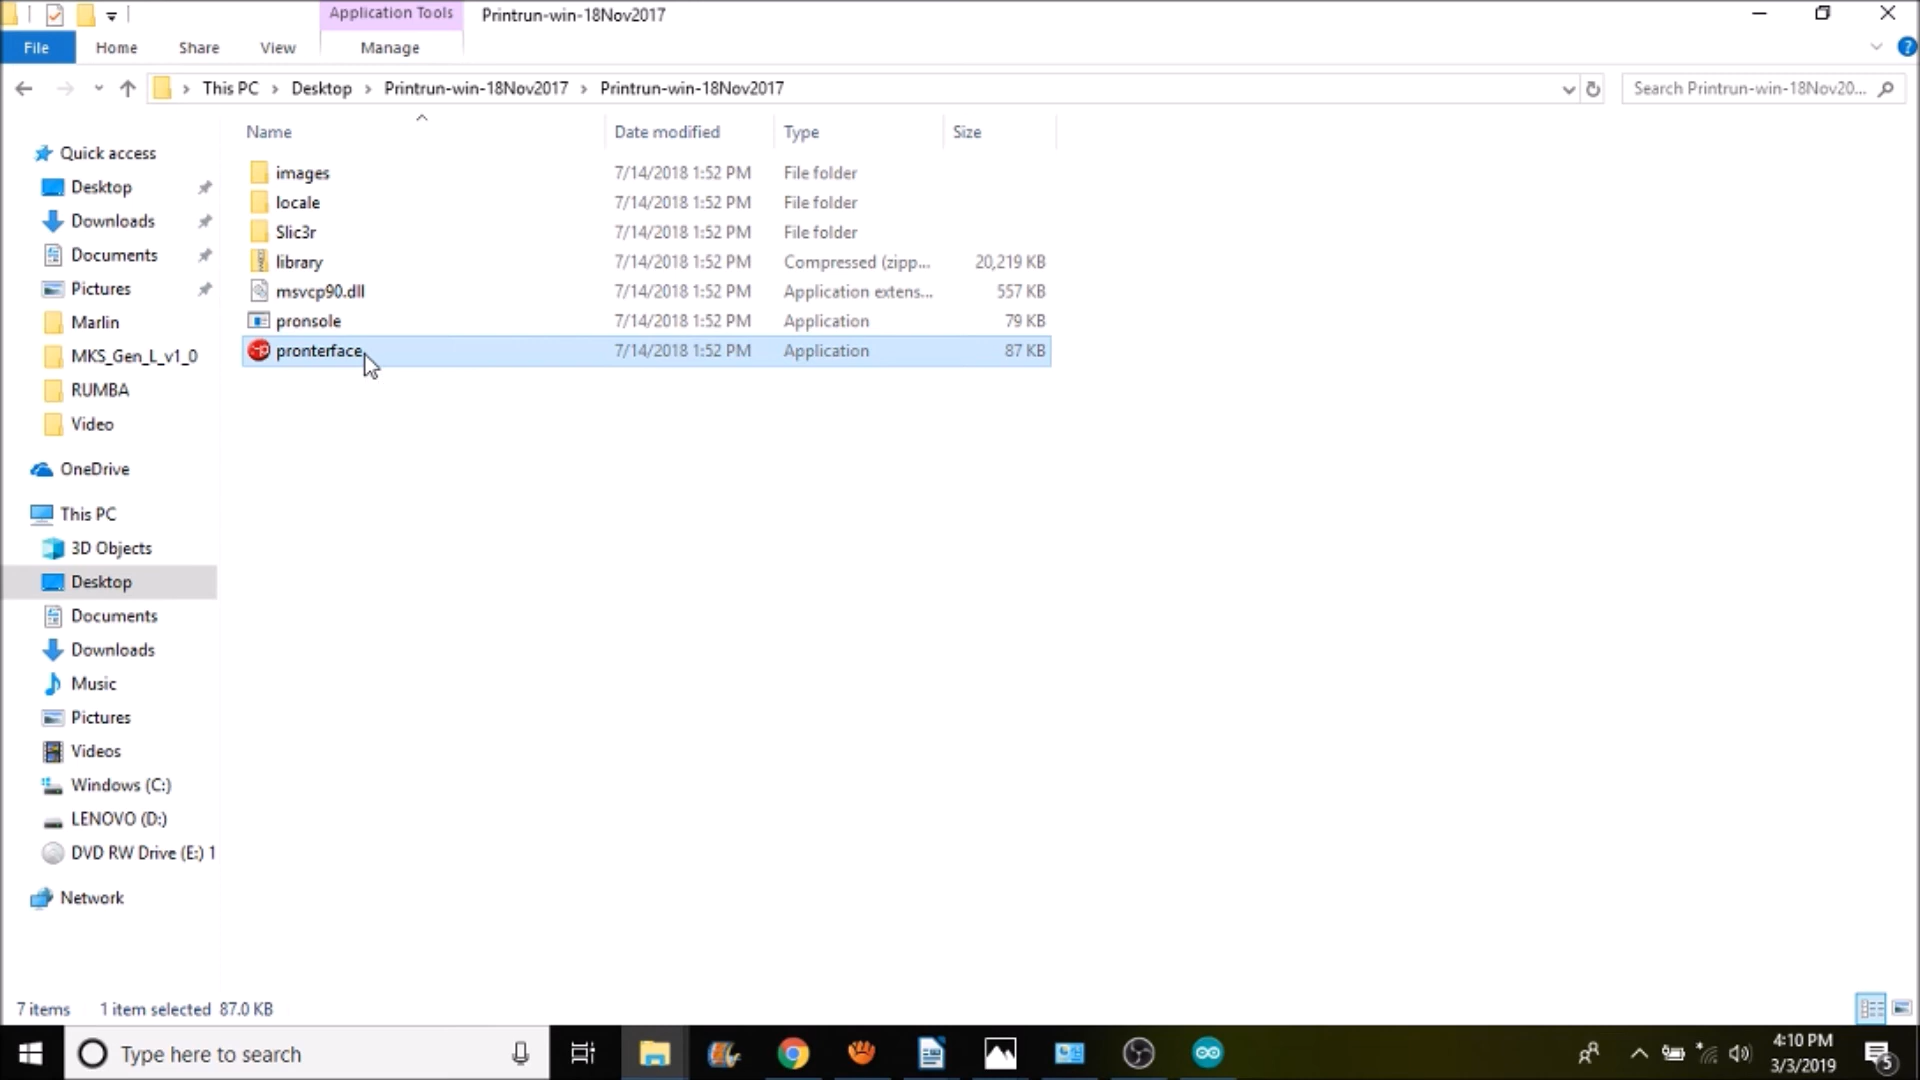 Application Tools
Printrun-win-18Nov2017
File
Home
Share
View
Manage
This PC
Desktop
Printrun-win-18Nov2017
Printrun-win-18Nov2017
Search Printrun-win-18Nov20...
Name
Date modified
Type
Size
Quick access
Desktop
Downloads
Documents
Pictures
Marlin
MKS_Gen_L_v1_0
RUMBA
Video
OneDrive
This PC
3D Objects
Desktop
Documents
Downloads
Music
Pictures
Videos
Windows (C:)
LENOVO (D:)
DVD RW Drive (E:) 1
Network
images 7/14/2018 1:52 PM File folder
locale 7/14/2018 1:52 PM File folder
Slic3r 7/14/2018 1:52 PM File folder
library 7/14/2018 1:52 PM Compressed (zipp... 20,219 KB
msvcp90.dll 7/14/2018 1:52 PM Application extens... 557 KB
pronsole 7/14/2018 1:52 PM Application 79 KB
pronterface 7/14/2018 1:52 PM Application 87 KB
7 items 1 item selected 87.0 KB
Type here to search
4:10 PM
3/3/2019
5